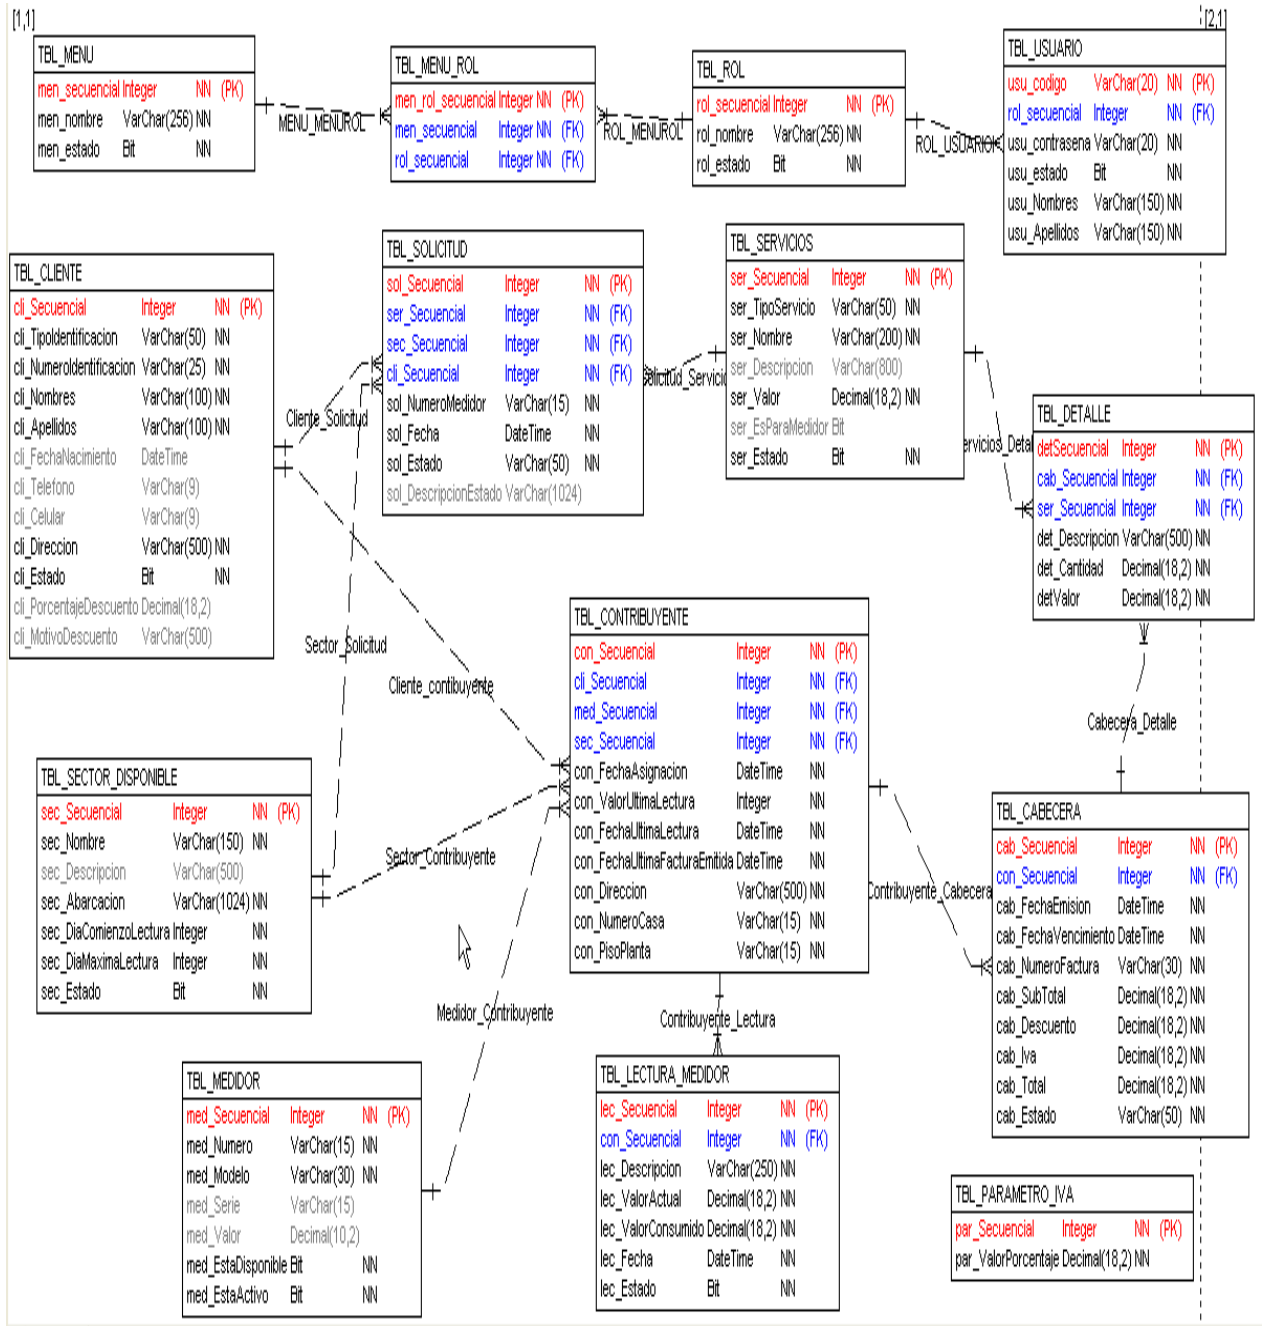 [1,1]
[2,1]
TBL_MENU
men_secuencial Integer NN (PK)
men_nombre VarChar(256) NN
men_estado Bit NN
MENU_MENUROL
TBL_MENU_ROL
men_rol_secuencial Integer NN (PK)
men_secuencial Integer NN (FK)
rol_secuencial Integer NN (FK)
ROL_MENUROL
TBL_ROL
rol_secuencial Integer NN (PK)
rol_nombre VarChar(256) NN
rol_estado Bit NN
ROL_USUARIO
TBL_USUARIO
usu_codigo VarChar(20) NN (PK)
rol_secuencial Integer NN (FK)
usu_contrasena VarChar(20) NN
usu_estado Bit NN
usu_Nombres VarChar(150) NN
usu_Apellidos VarChar(150) NN
TBL_CLIENTE
cli_Secuencial Integer NN (PK)
cli_TipoIdentificacion VarChar(50) NN
cli_NumeroIdentificacion VarChar(25) NN
cli_Nombres VarChar(100) NN
cli_Apellidos VarChar(100) NN
cli_FechaNacimiento DateTime
cli_Telefono VarChar(9)
cli_Celular VarChar(9)
cli_Direccion VarChar(500) NN
cli_Estado Bit NN
cli_PorcentajeDescuento Decimal(18,2)
cli_MotivoDescuento VarChar(500)
Cliente_Solicitud
TBL_SOLICITUD
sol_Secuencial Integer NN (PK)
ser_Secuencial Integer NN (FK)
sec_Secuencial Integer NN (FK)
cli_Secuencial Integer NN (FK)
sol_NumeroMedidor VarChar(15) NN
sol_Fecha DateTime NN
sol_Estado VarChar(50) NN
sol_DescripcionEstado VarChar(1024)
olicitud_Servicio
TBL_SERVICIOS
ser_Secuencial Integer NN (PK)
ser_TipoServicio VarChar(50) NN
ser_Nombre VarChar(200) NN
ser_Descripcion VarChar(800)
ser_Valor Decimal(18,2) NN
ser_EsParaMedidor Bit
ser_Estado Bit NN
ervicios_Detal
TBL_DETALLE
detSecuencial Integer NN (PK)
cab_Secuencial Integer NN (FK)
ser_Secuencial Integer NN (FK)
det_Descripcion VarChar(500) NN
det_Cantidad Decimal(18,2) NN
detValor Decimal(18,2) NN
Sector_Solicitud
Cliente_contibuyente
Cabecera_Detalle
TBL_CONTRIBUYENTE
con_Secuencial Integer NN (PK)
cli_Secuencial Integer NN (FK)
med_Secuencial Integer NN (FK)
sec_Secuencial Integer NN (FK)
con_FechaAsignacion DateTime NN
con_ValorUltimaLectura Integer NN
con_FechaUltimaLectura DateTime NN
con_FechaUltimaFacturaEmitida DateTime NN
con_Direccion VarChar(500) NN
con_NumeroCasa VarChar(15) NN
con_PisoPlanta VarChar(15) NN
TBL_SECTOR_DISPONIBLE
sec_Secuencial Integer NN (PK)
sec_Nombre VarChar(150) NN
sec_Descripcion VarChar(500)
sec_Abarcacion VarChar(1024) NN
sec_DiaComienzoLectura Integer NN
sec_DiaMaximaLectura Integer NN
sec_Estado Bit NN
Sector_Contribuyente
Contribuyente_Cabecera
TBL_CABECERA
cab_Secuencial Integer NN (PK)
con_Secuencial Integer NN (FK)
cab_FechaEmision DateTime NN
cab_FechaVencimiento DateTime NN
cab_NumeroFactura VarChar(30) NN
cab_SubTotal Decimal(18,2) NN
cab_Descuento Decimal(18,2) NN
cab_Iva Decimal(18,2) NN
cab_Total Decimal(18,2) NN
cab_Estado VarChar(50) NN
Medidor_Contribuyente
Contribuyente_Lectura
TBL_MEDIDOR
med_Secuencial Integer NN (PK)
med_Numero VarChar(15) NN
med_Modelo VarChar(30) NN
med_Serie VarChar(15)
med_Valor Decimal(10,2)
med_EstaDisponible Bit NN
med_EstaActivo Bit NN
TBL_LECTURA_MEDIDOR
lec_Secuencial Integer NN (PK)
con_Secuencial Integer NN (FK)
lec_Descripcion VarChar(250) NN
lec_ValorActual Decimal(18,2) NN
lec_ValorConsumido Decimal(18,2) NN
lec_Fecha DateTime NN
lec_Estado Bit NN
TBL_PARAMETRO_IVA
par_Secuencial Integer NN (PK)
par_ValorPorcentaje Decimal(18,2) NN